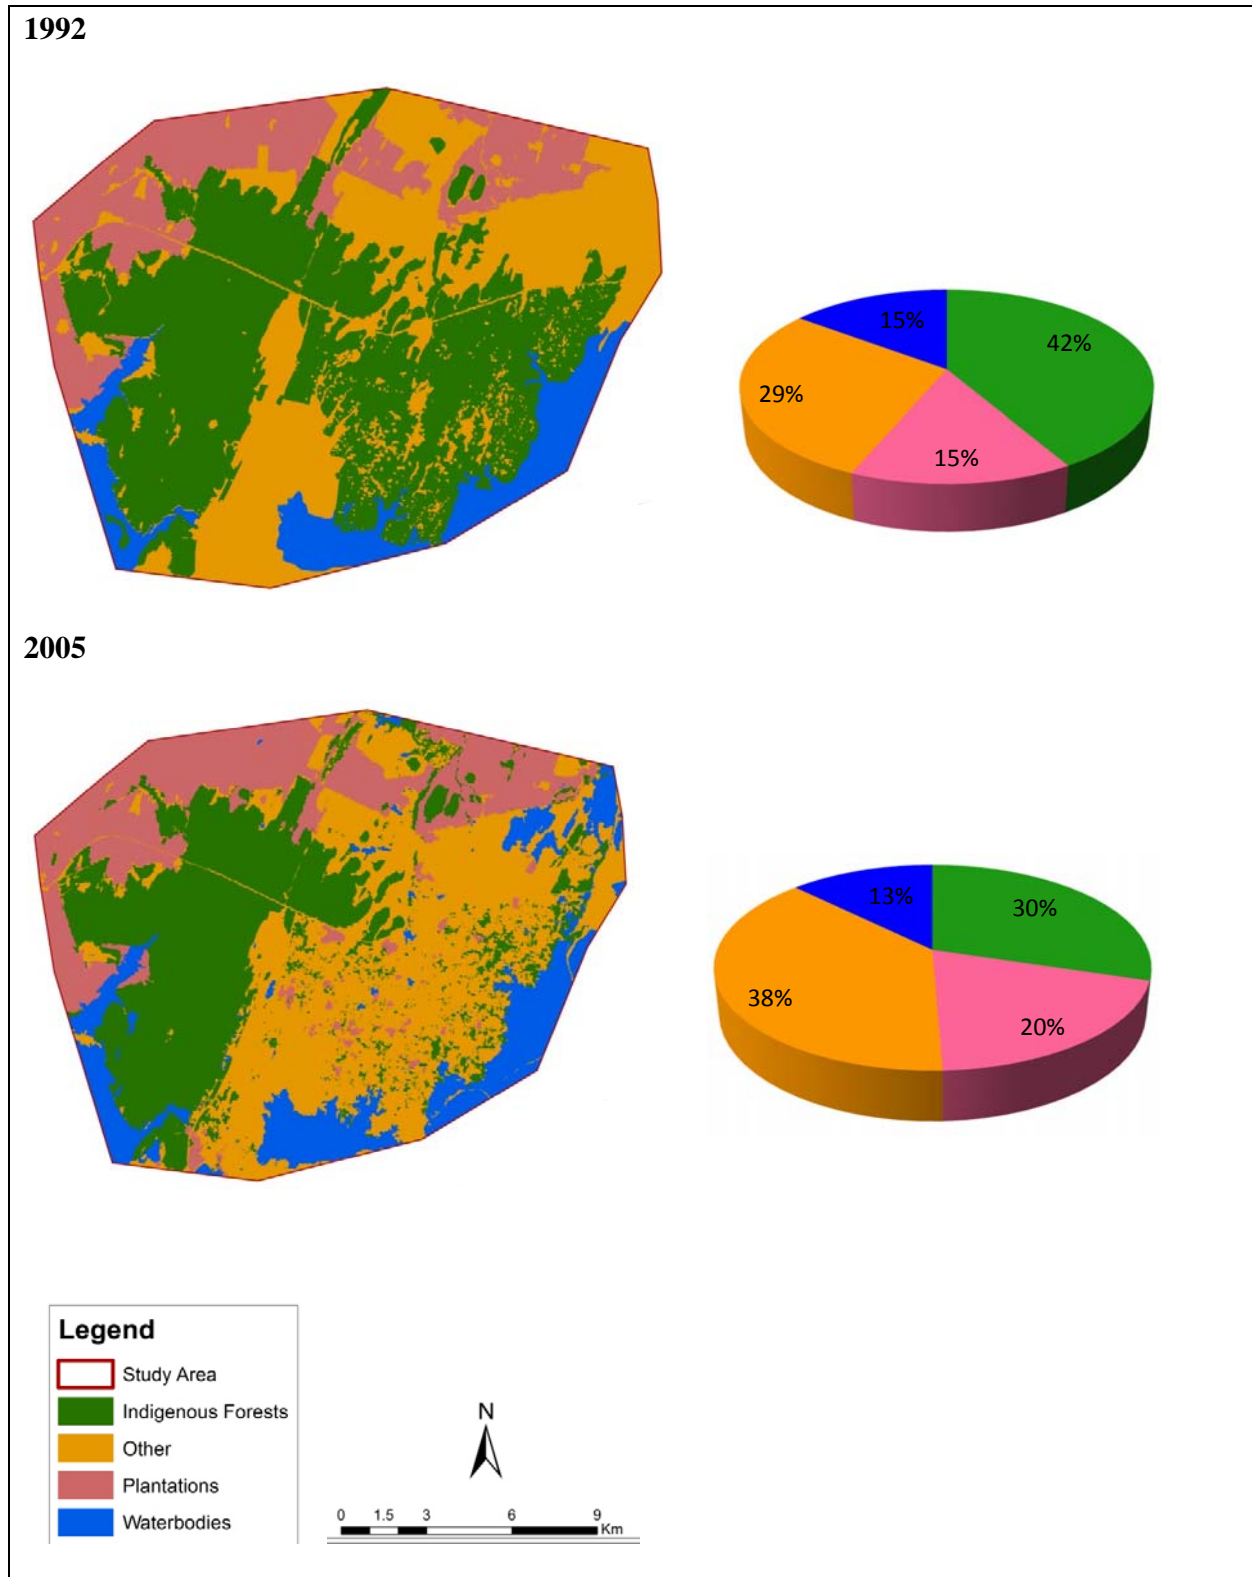 1992
15%
42%
29%
15%
2005
13%
30%
38%
20%
Legend
Study Area
Indigenous Forests
Other
Plantations
Waterbodies
N
0 1.5 3 6 9
Km